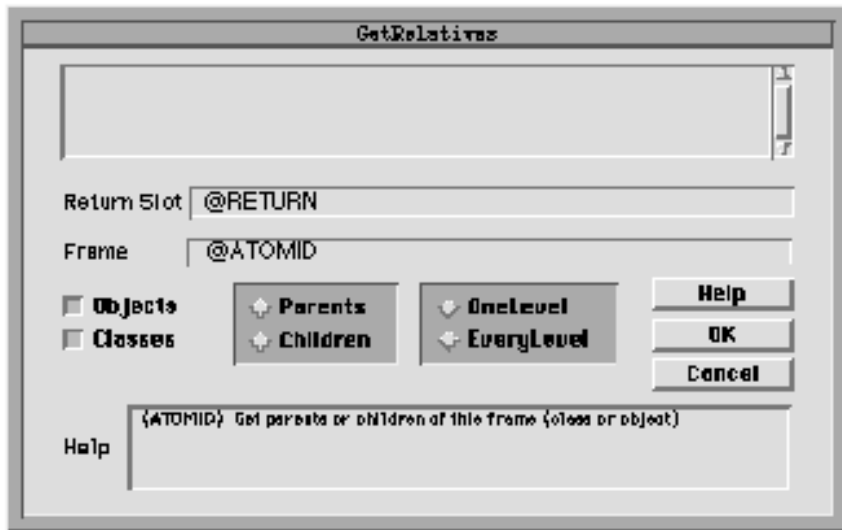 GetRelatives
Return Slot @RETURN
Frame @ATOMID
Objects
Classes
Parents
Children
OneLevel
EveryLevel
Help
OK
Cancel
Help
(ATOMID) Get parents or children of this frame (class or object)